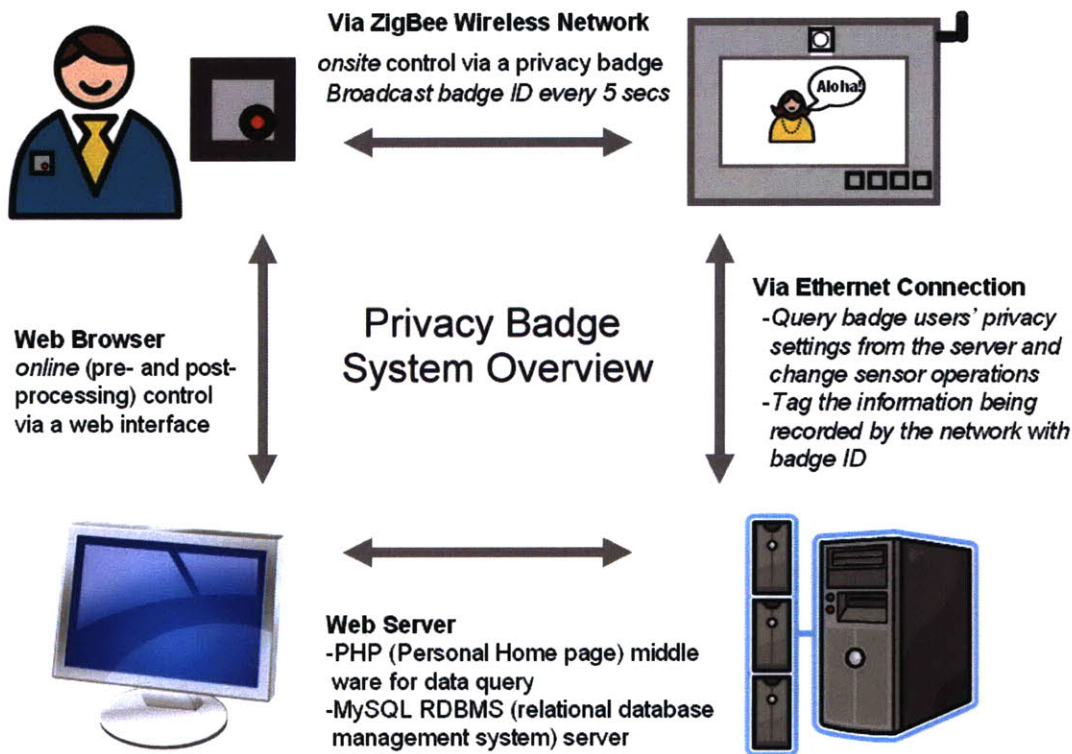 Via ZigBee Wireless Network
onsite control via a privacy badge
Broadcast badge ID every 5 secs
Aloha!
Privacy Badge
System Overview
Web Browser
online (pre- and post-
processing) control
via a web interface
Via Ethernet Connection
-Query badge users' privacy
settings from the server and
change sensor operations
-Tag the information being
recorded by the network with
badge ID
Web Server
-PHP (Personal Home page) middle
ware for data query
-MySQL RDBMS (relational database
management system) server